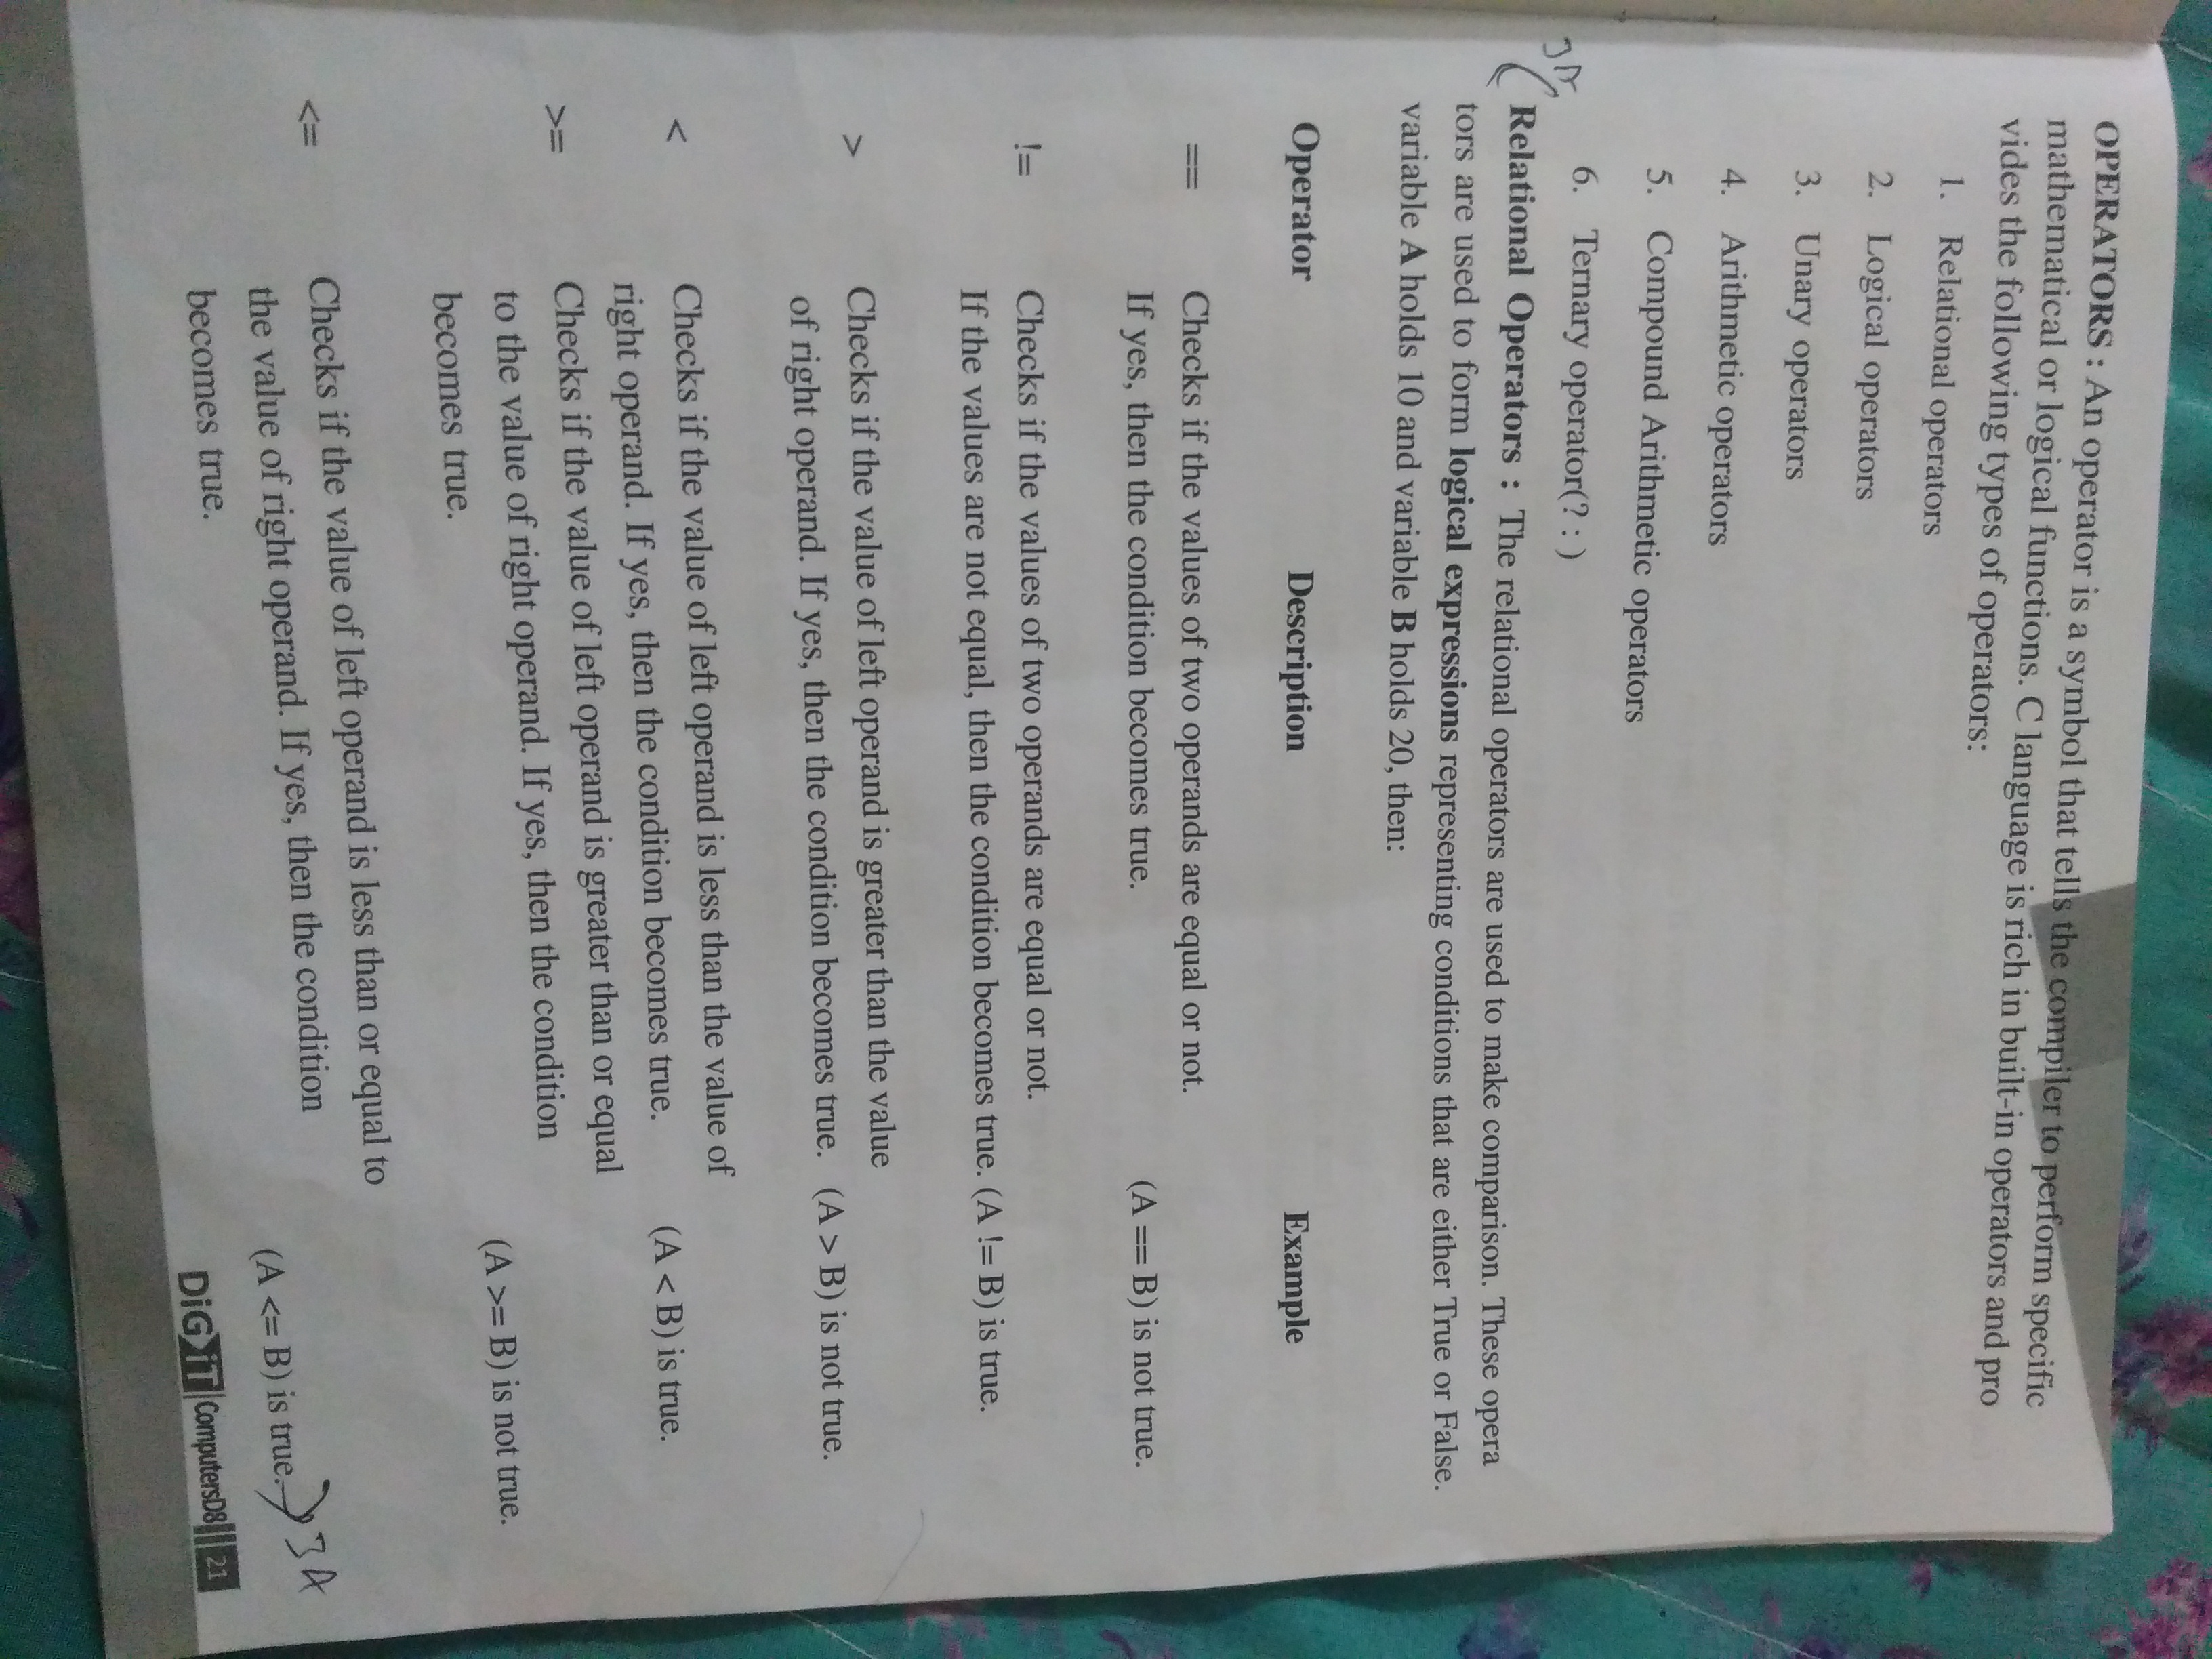 OPERATORS : An operator is a symbol that tells the compiler to perform specific
mathematical or logical functions. C language is rich in built-in operators and pro
vides the following types of operators:
1. Relational operators
2. Logical operators
3. Unary operators
4. Arithmetic operators
5. Compound Arithmetic operators
6. Ternary operator(? : )
Relational Operators : The relational operators are used to make comparison. These opera
tors are used to form logical expressions representing conditions that are either True or False.
variable A holds 10 and variable B holds 20, then:
Operator Description Example
== Checks if the values of two operands are equal or not.
If yes, then the condition becomes true. (A == B) is not true.
!= Checks if the values of two operands are equal or not.
If the values are not equal, then the condition becomes true. (A != B) is true.
> Checks if the value of left operand is greater than the value
of right operand. If yes, then the condition becomes true. (A > B) is not true.
< Checks if the value of left operand is less than the value of
right operand. If yes, then the condition becomes true. (A < B) is true.
>= Checks if the value of left operand is greater than or equal
to the value of right operand. If yes, then the condition
becomes true. (A >= B) is not true.
<= Checks if the value of left operand is less than or equal to
the value of right operand. If yes, then the condition
becomes true. (A <= B) is true.
DiGiT ComputersD8 21